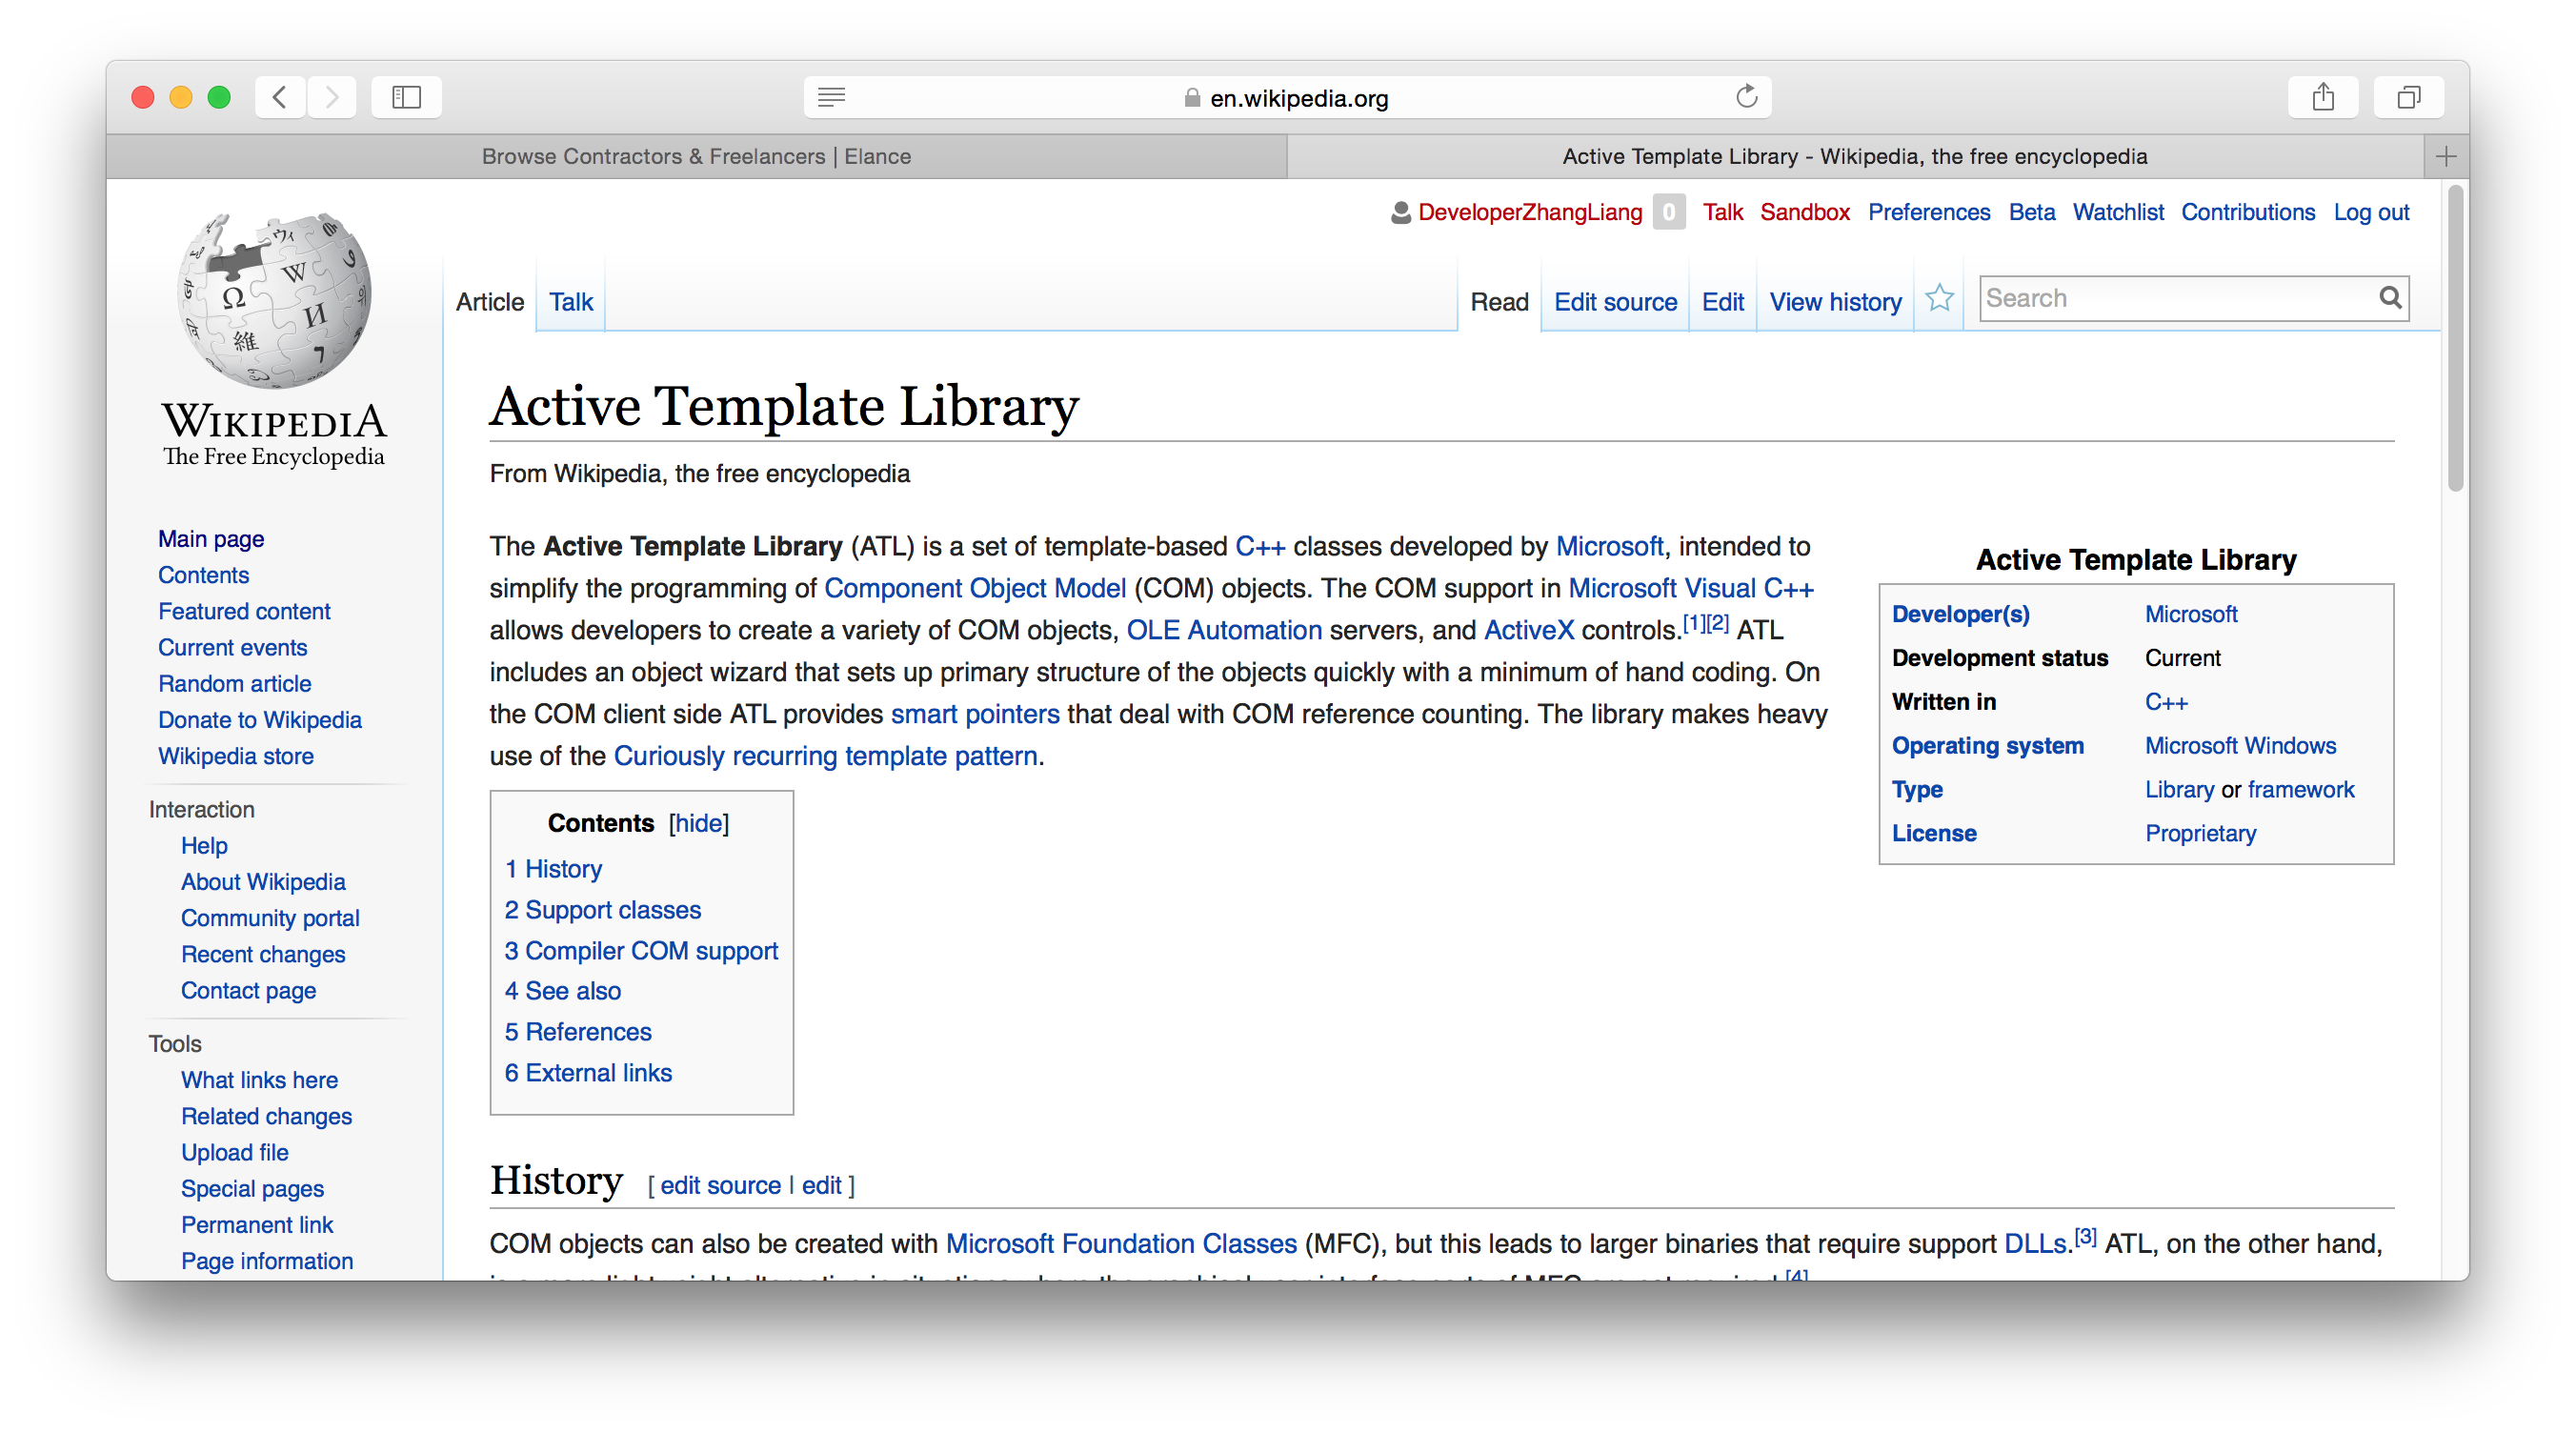 en.wikipedia.org
Browse Contractors & Freelancers | Elance
Active Template Library - Wikipedia, the free encyclopedia
DeveloperZhangLiang 0 Talk Sandbox Preferences Beta Watchlist Contributions Log out
Article Talk Read Edit source Edit View history Search
WIKIPEDIA
The Free Encyclopedia
Main page
Contents
Featured content
Current events
Random article
Donate to Wikipedia
Wikipedia store
Interaction
Help
About Wikipedia
Community portal
Recent changes
Contact page
Tools
What links here
Related changes
Upload file
Special pages
Permanent link
Page information
Active Template Library
From Wikipedia, the free encyclopedia
The Active Template Library (ATL) is a set of template-based C++ classes developed by Microsoft, intended to
simplify the programming of Component Object Model (COM) objects. The COM support in Microsoft Visual C++
allows developers to create a variety of COM objects, OLE Automation servers, and ActiveX controls.[1][2] ATL
includes an object wizard that sets up primary structure of the objects quickly with a minimum of hand coding. On
the COM client side ATL provides smart pointers that deal with COM reference counting. The library makes heavy
use of the Curiously recurring template pattern.
Active Template Library
Developer(s) Microsoft
Development status Current
Written in C++
Operating system Microsoft Windows
Type Library or framework
License Proprietary
Contents [hide]
1 History
2 Support classes
3 Compiler COM support
4 See also
5 References
6 External links
History [ edit source | edit ]
COM objects can also be created with Microsoft Foundation Classes (MFC), but this leads to larger binaries that require support DLLs.[3] ATL, on the other hand,